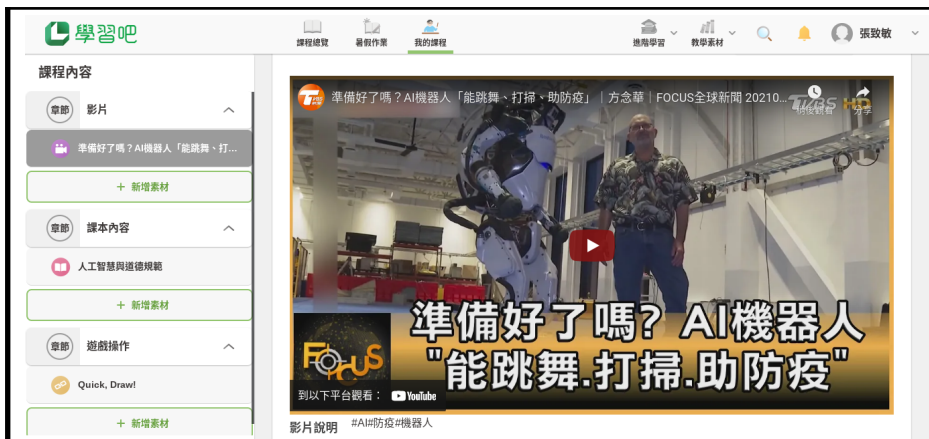 學習吧
課程總覽
暑假作業
我的課程
進階學習
教學素材
張致敏
課程內容
章節 影片
準備好了嗎？AI機器人「能跳舞、打...
＋ 新增素材
章節 課本內容
人工智慧與道德規範
＋ 新增素材
章節 遊戲操作
Quick, Draw!
＋ 新增素材
準備好了嗎？AI機器人「能跳舞、打掃、助防疫」｜方念華｜FOCUS全球新聞 20210...
稍後觀看
分享
TVBS HD
FOCUS
準備好了嗎? AI機器人
"能跳舞.打掃.助防疫"
到以下平台觀看： YouTube
影片說明 #AI#防疫#機器人